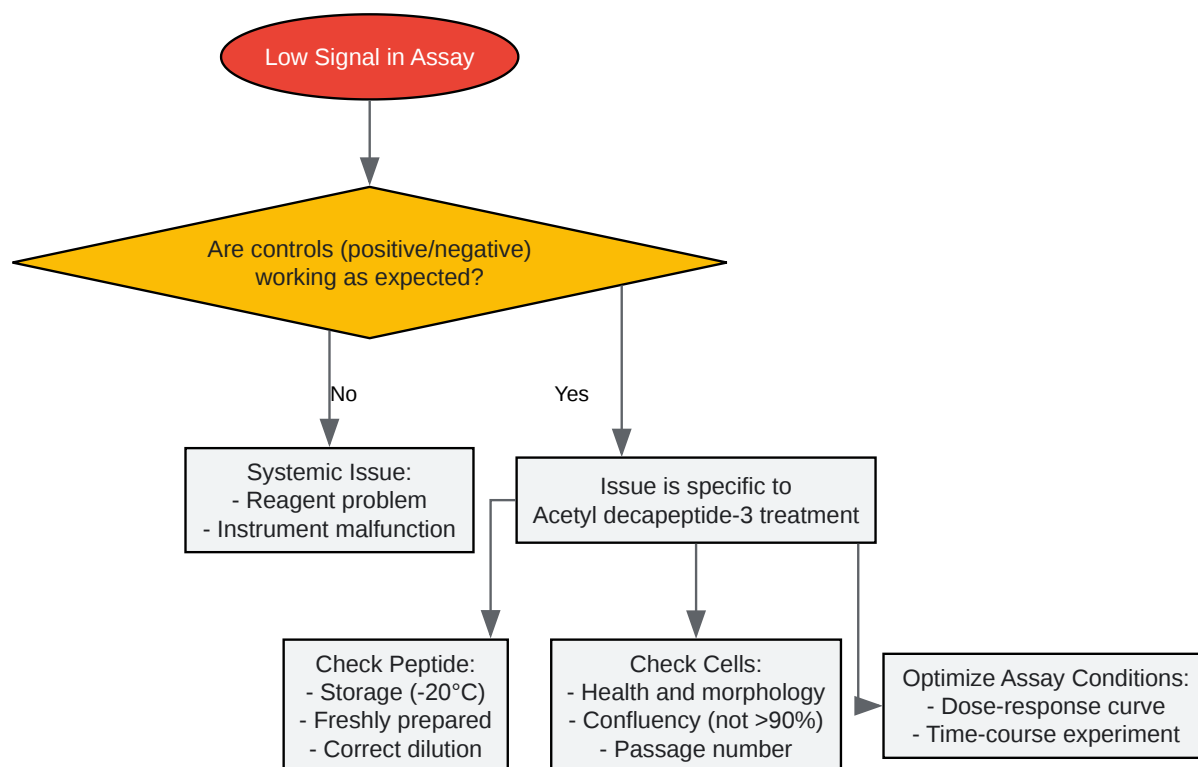 Low Signal in Assay
Are controls (positive/negative)
working as expected?
No
Yes
Systemic Issue:
- Reagent problem
- Instrument malfunction
Issue is specific to
Acetyl decapeptide-3 treatment
Check Peptide:
- Storage (-20°C)
- Freshly prepared
- Correct dilution
Check Cells:
- Health and morphology
- Confluency (not >90%)
- Passage number
Optimize Assay Conditions:
- Dose-response curve
- Time-course experiment